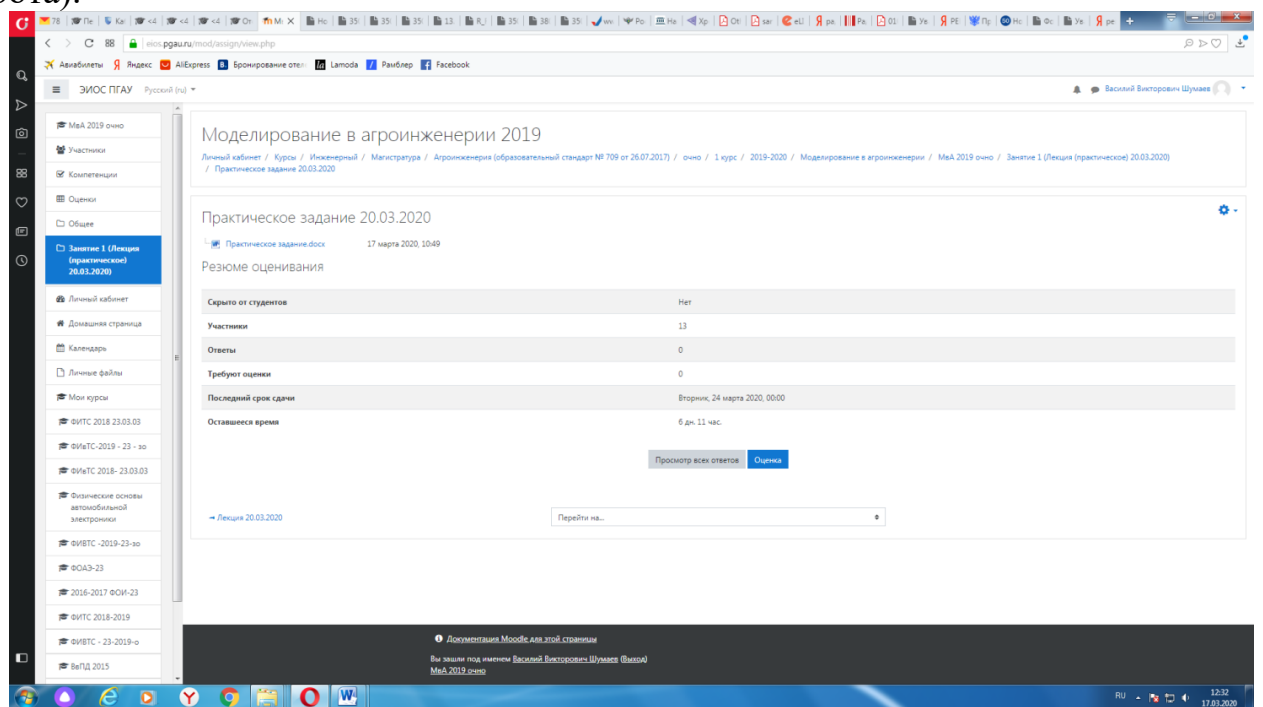 78
eios.pgau.ru/mod/assign/view.php
Авиабилеты Яндекс AliExpress Бронирование отел Lamoda Рамблер Facebook
ЭИОС ПГАУ Русский (ru)
Василий Викторович Шумаев
МвА 2019 очно
Участники
Компетенции
Оценки
Общее
Занятие 1 (Лекция
(практическое)
20.03.2020)
Личный кабинет
Домашняя страница
Календарь
Личные файлы
Мои курсы
ФИТС 2018 23.03.03
ФИвТС-2019 - 23 - зо
ФИвТС 2018- 23.03.03
Физические основы
автомобильной
электроники
ФИВТС -2019-23-зо
ФОАЭ-23
2016-2017 ФОИ-23
ФИТС 2018-2019
ФИВТС - 23-2019-о
ВвПД 2015
Моделирование в агроинженерии 2019
Личный кабинет / Курсы / Инженерный / Магистратура / Агроинженерия (образовательный стандарт № 709 от 26.07.2017) / очно / 1 курс / 2019-2020 / Моделирование в агроинженерии / МвА 2019 очно / Занятие 1 (Лекция (практическое) 20.03.2020)
/ Практическое задание 20.03.2020
Практическое задание 20.03.2020
Практическое задание.docx 17 марта 2020, 10:49
Резюме оценивания
Скрыто от студентов Нет
Участники 13
Ответы 0
Требуют оценки 0
Последний срок сдачи Вторник, 24 марта 2020, 00:00
Оставшееся время 6 дн. 11 час.
Просмотр всех ответов Оценка
→ Лекция 20.03.2020 Перейти на...
Документация Moodle для этой страницы
Вы зашли под именем Василий Викторович Шумаев (Выход)
МвА 2019 очно
RU 12:32
17.03.2020